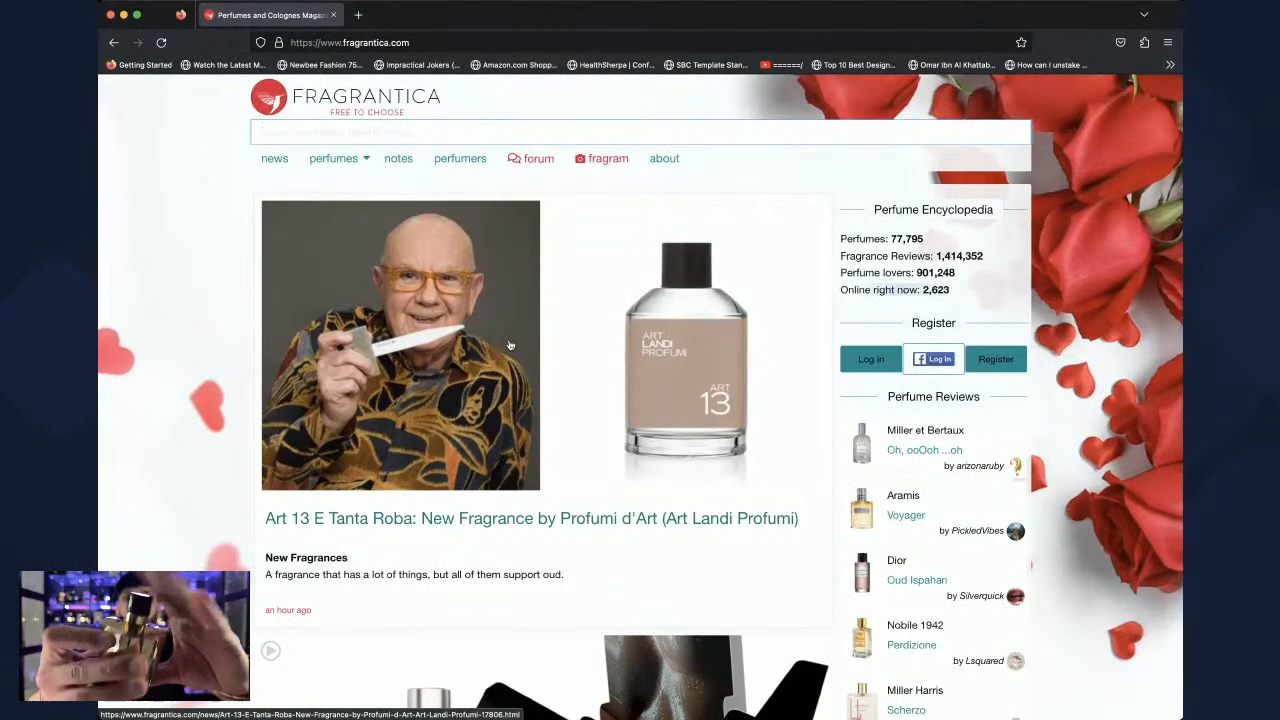 Perfumes and Colognes Magaz
https://www.fragrantica.com
Getting Started
Watch the Latest M...
Newbee Fashion 75...
Impractical Jokers (...
Amazon.com Shopp...
HealthSherpa | Conf...
SBC Template Stan...
======/
Top 10 Best Design...
Omar Ibn Al Khattab...
How can I unstake ...
FRAGRANTICA
FREE TO CHOOSE
news
perfumes
notes
perfumers
forum
fragram
about
ART
LANDI
PROFUMI
ART
13
Art 13 E Tanta Roba: New Fragrance by Profumi d'Art (Art Landi Profumi)
New Fragrances
A fragrance that has a lot of things, but all of them support oud.
an hour ago
Perfume Encyclopedia
Perfumes: 77,795
Fragrance Reviews: 1,414,352
Perfume lovers: 901,248
Online right now: 2,623
Register
Log in
Log In
Register
Perfume Reviews
Miller et Bertaux
Oh, ooOoh ...oh
by arizonaruby
Aramis
Voyager
by PickledVibes
Dior
Oud Ispahan
by Silverquick
Nobile 1942
Perdizione
by Lsquared
Miller Harris
Scherzo
https://www.fragrantica.com/news/Art-13-E-Tanta-Roba-New-Fragrance-by-Profumi-d-Art-Art-Landi-Profumi-17806.html